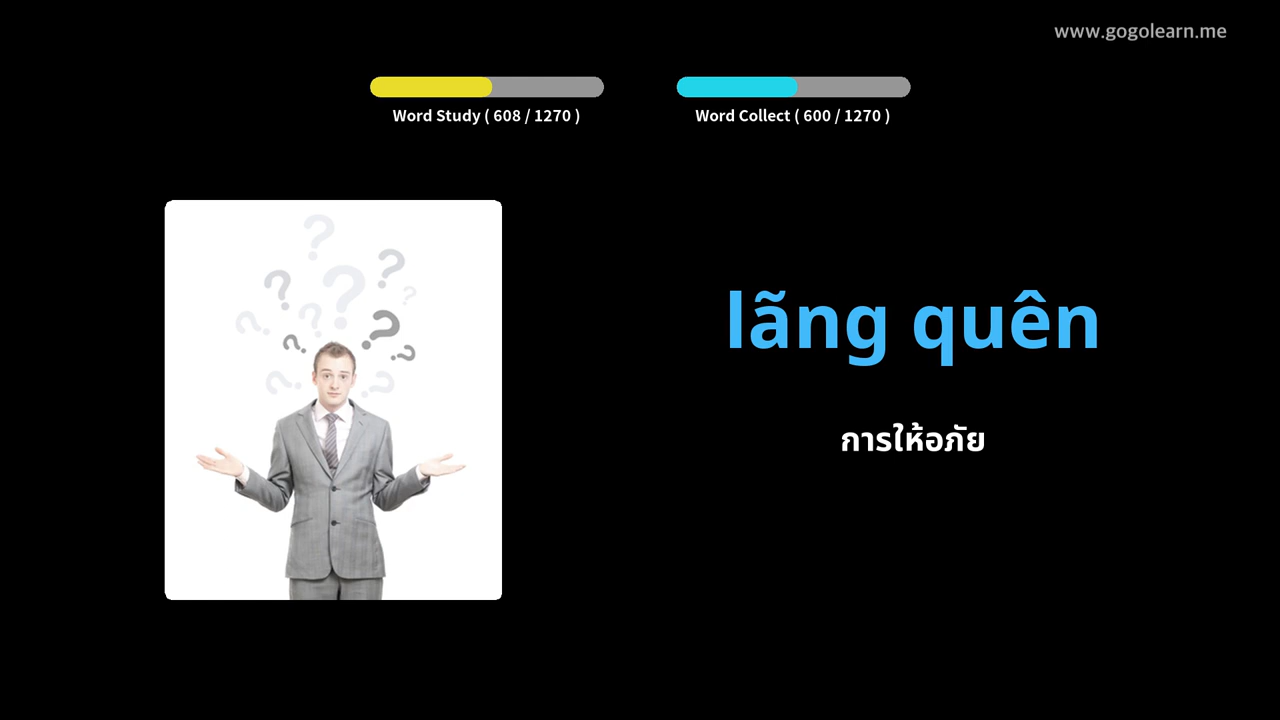 www.gogolearn.me
Word Study ( 608 / 1270 )
Word Collect ( 600 / 1270 )
lãng quên
การให้อภัย